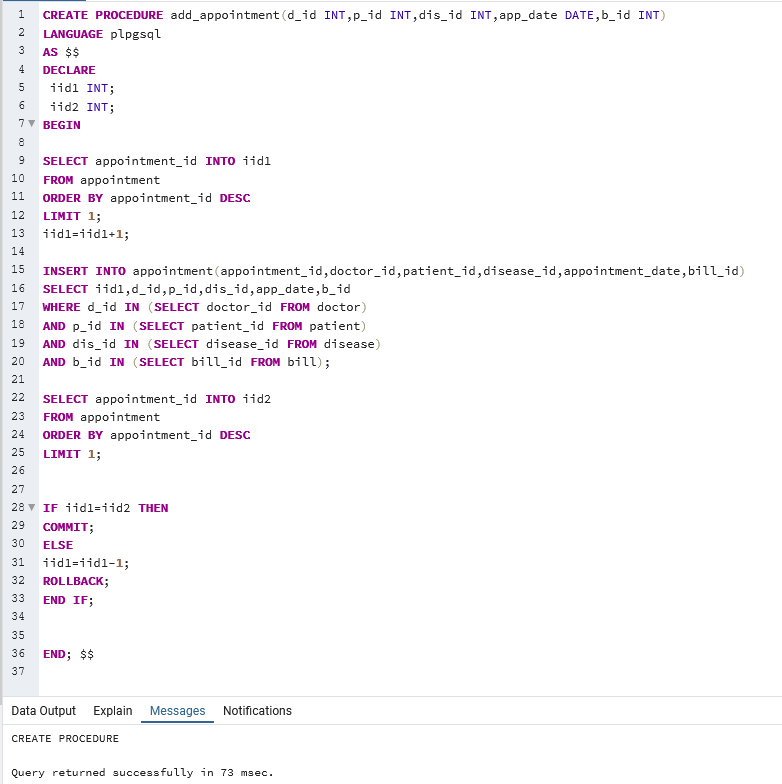 1 CREATE PROCEDURE add_appointment(d_id INT,p_id INT,dis_id INT,app_date DATE,b_id INT)
2 LANGUAGE plpgsql
3 AS $$
4 DECLARE
5  iid1 INT;
6  iid2 INT;
7 BEGIN
8
9 SELECT appointment_id INTO iid1
10 FROM appointment
11 ORDER BY appointment_id DESC
12 LIMIT 1;
13 iid1=iid1+1;
14
15 INSERT INTO appointment(appointment_id,doctor_id,patient_id,disease_id,appointment_date,bill_id)
16 SELECT iid1,d_id,p_id,dis_id,app_date,b_id
17 WHERE d_id IN (SELECT doctor_id FROM doctor)
18 AND p_id IN (SELECT patient_id FROM patient)
19 AND dis_id IN (SELECT disease_id FROM disease)
20 AND b_id IN (SELECT bill_id FROM bill);
21
22 SELECT appointment_id INTO iid2
23 FROM appointment
24 ORDER BY appointment_id DESC
25 LIMIT 1;
26
27
28 IF iid1=iid2 THEN
29 COMMIT;
30 ELSE
31 iid1=iid1-1;
32 ROLLBACK;
33 END IF;
34
35
36 END; $$
37
Data Output Explain Messages Notifications
CREATE PROCEDURE
Query returned successfully in 73 msec.